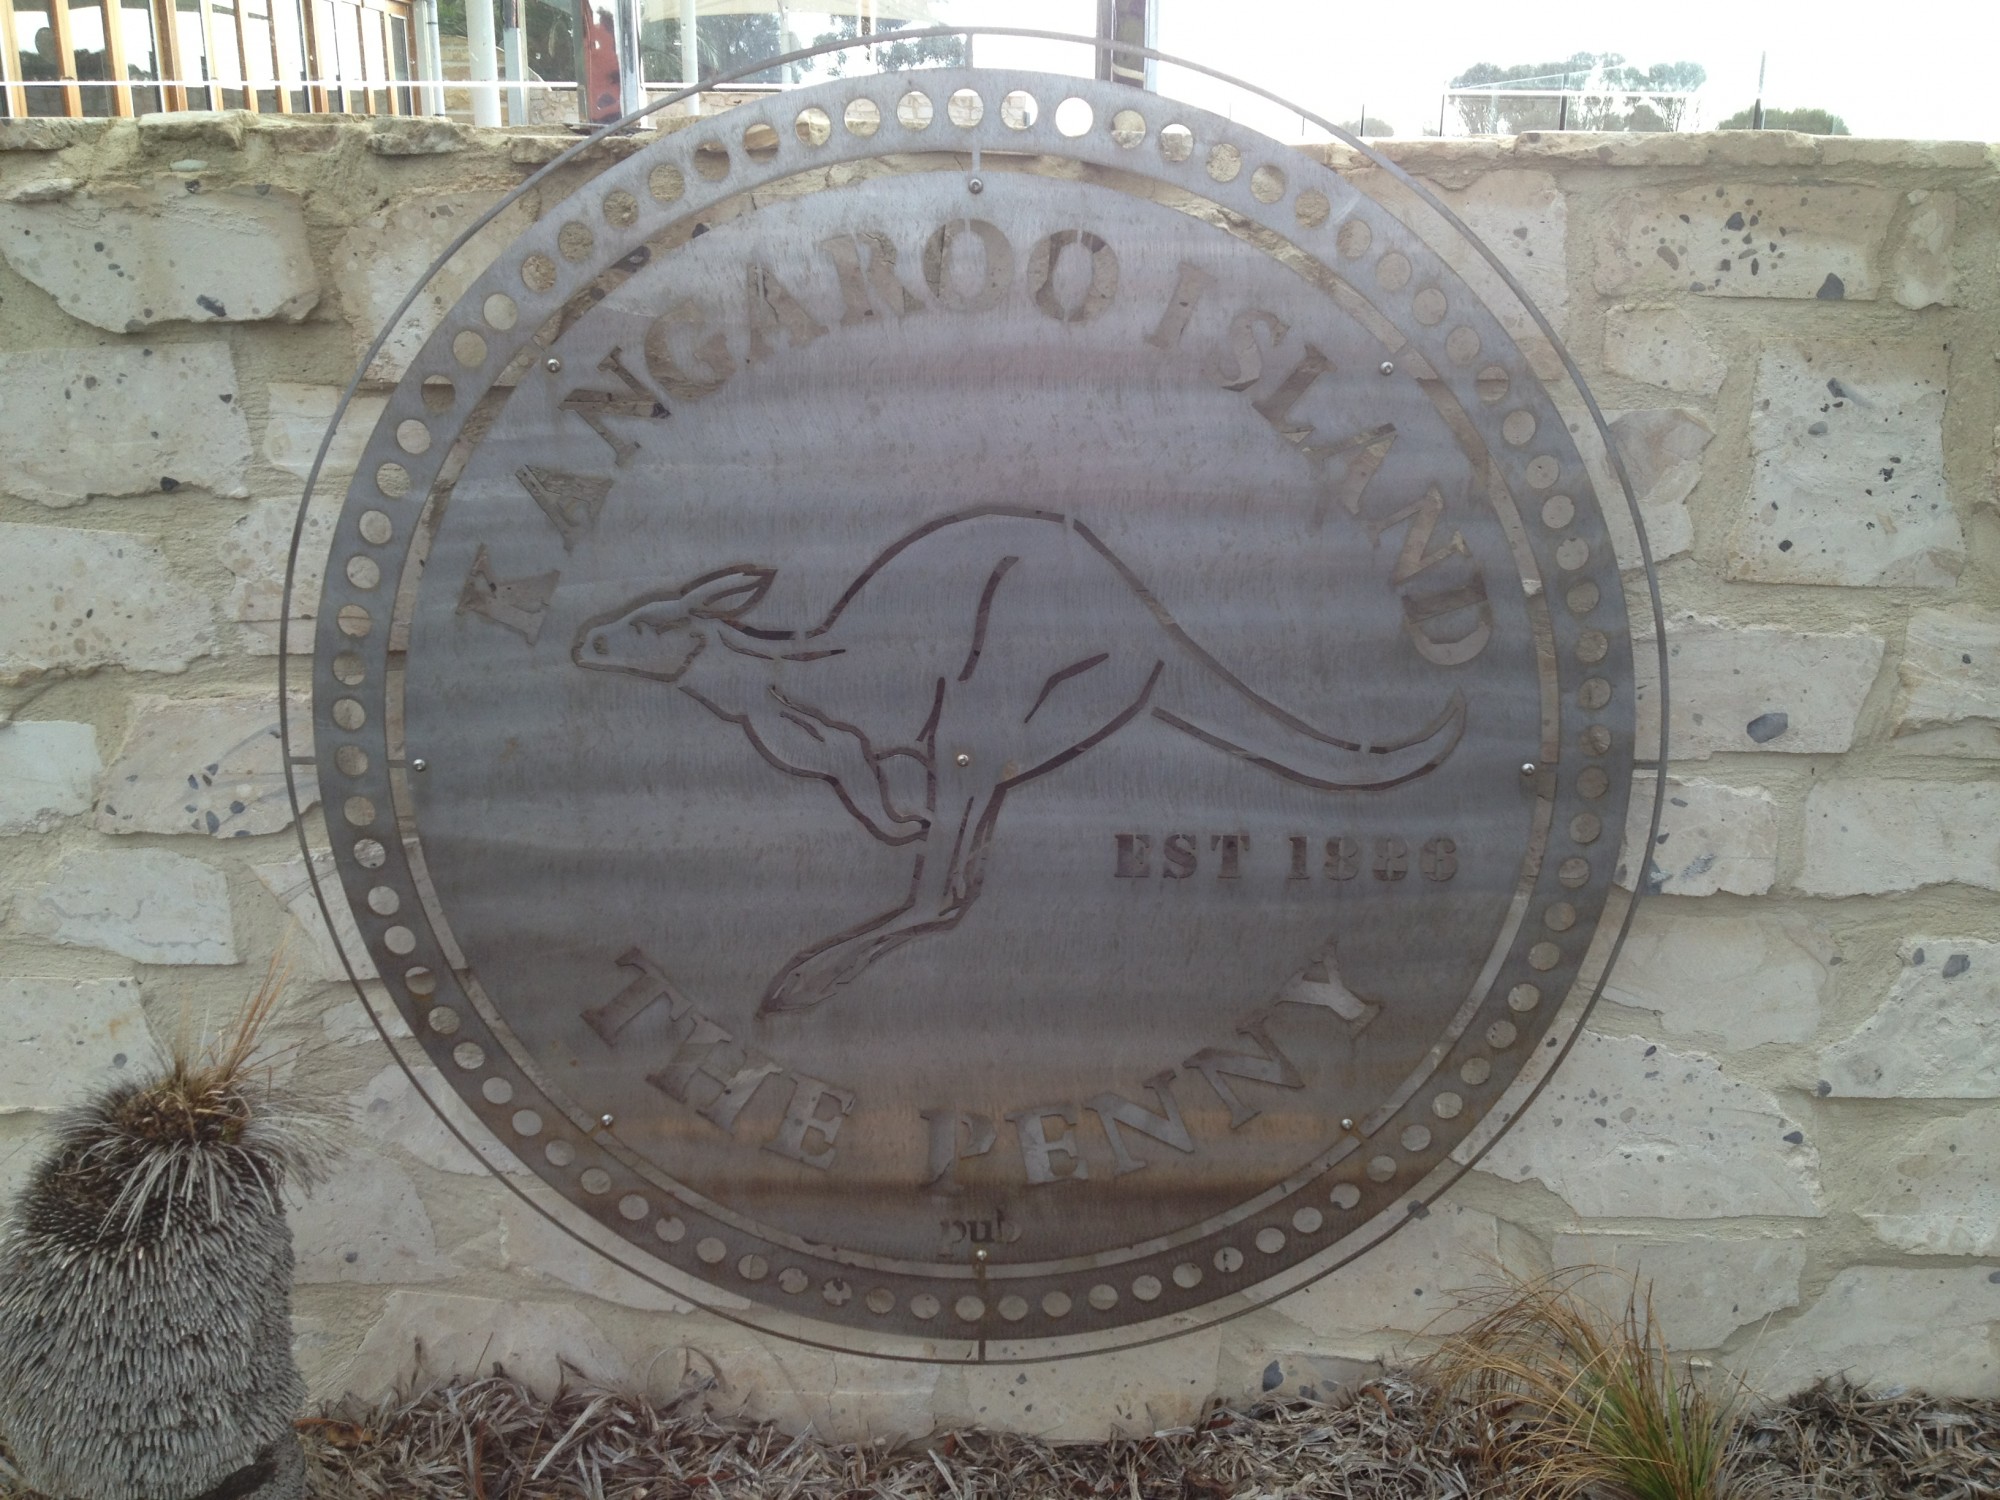 KANGAROO ISLAND
EST 1886
THE PENNY
pub